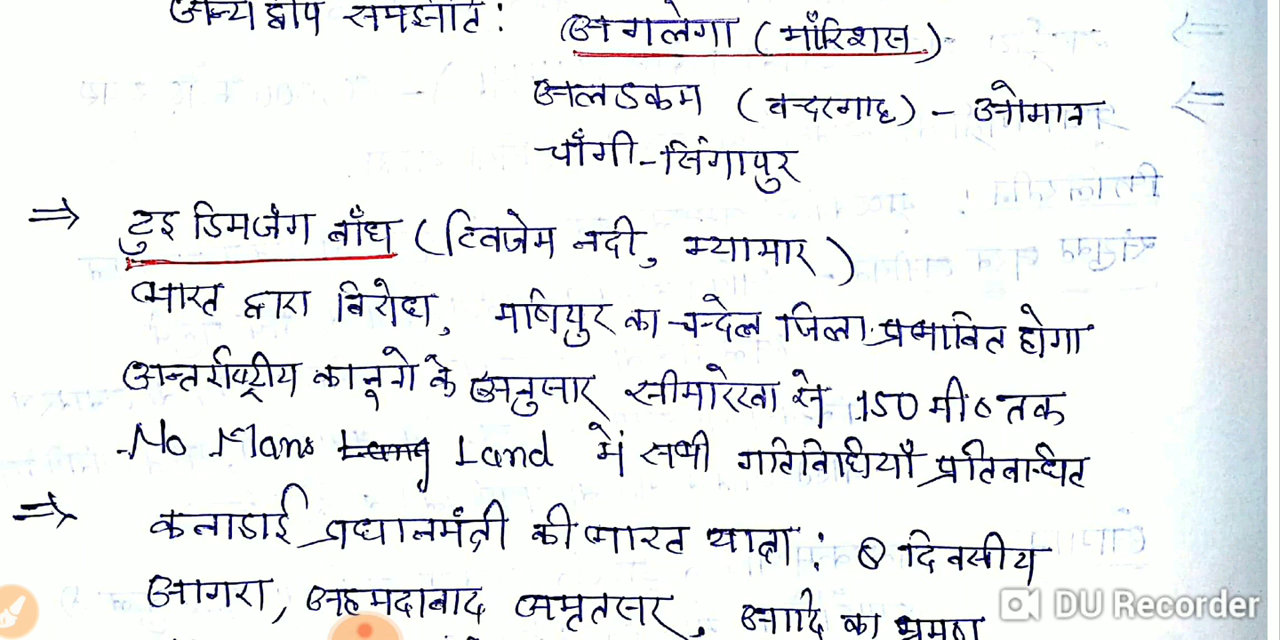 अन्य द्वीप समझौते :
अगलेगा (मॉरिशस)
अलडकम (बन्दरगाह) - ओमान
चाँगी - सिंगापुर
⇒ टुइ डिमजंग बाँध (टिवजेम नदी, म्यामार)
भारत द्वारा विरोध, मणिपुर का चन्देल जिला प्रभावित होगा
अन्तर्राष्ट्रीय कानूनो के अनुसार सीमारेखा से 150 मी० तक
No Mans Land में सभी गतिविधियाँ प्रतिबन्धित
⇒ कनाडाई प्रधानमंत्री की भारत यात्रा : 8 दिवसीय
आगरा, अहमदाबाद अमृतसर, आदि का भ्रमण
DU Recorder